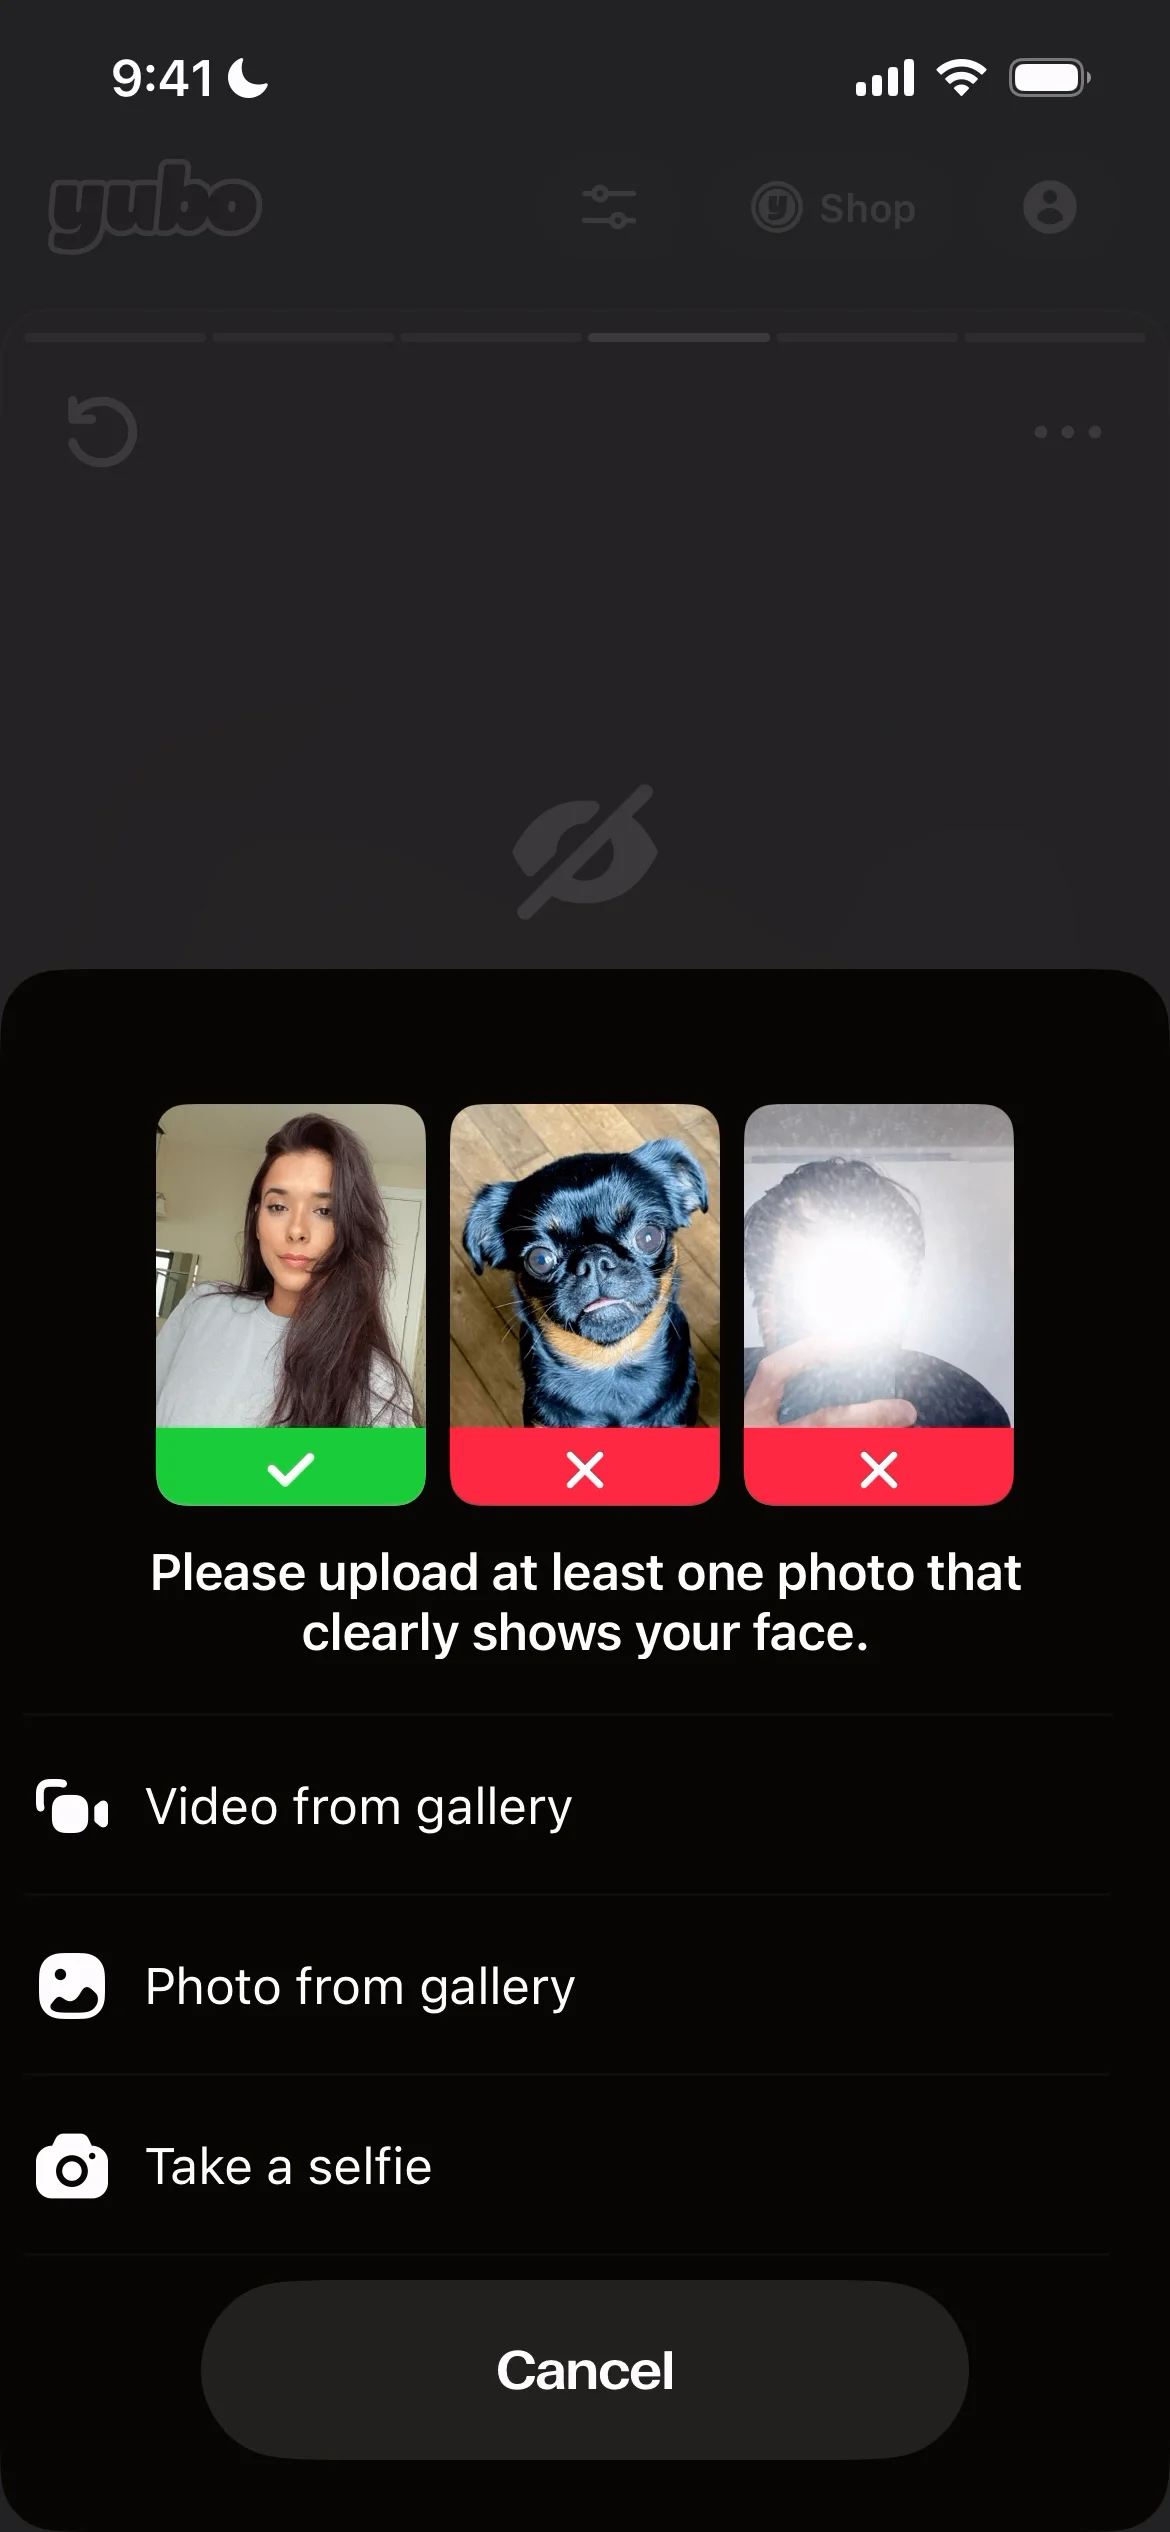 9:41
yubo
Shop
Please upload at least one photo that
clearly shows your face.
Video from gallery
Photo from gallery
Take a selfie
Cancel